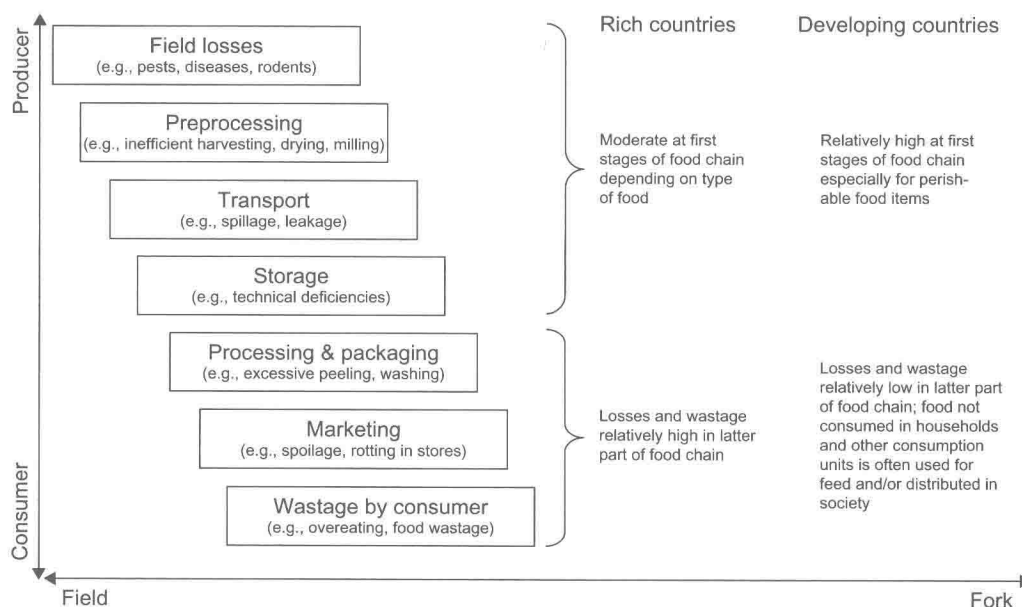 Rich countries
Developing countries
Producer
Field losses
(e.g., pests, diseases, rodents)
Preprocessing
(e.g., inefficient harvesting, drying, milling)
Transport
(e.g., spillage, leakage)
Storage
(e.g., technical deficiencies)
Moderate at first
stages of food chain
depending on type
of food
Relatively high at first
stages of food chain
especially for perish-
able food items
Processing & packaging
(e.g., excessive peeling, washing)
Marketing
(e.g., spoilage, rotting in stores)
Wastage by consumer
(e.g., overeating, food wastage)
Losses and wastage
relatively high in latter
part of food chain
Losses and wastage
relatively low in latter part
of food chain; food not
consumed in households
and other consumption
units is often used for
feed and/or distributed in
society
Consumer
Field
Fork